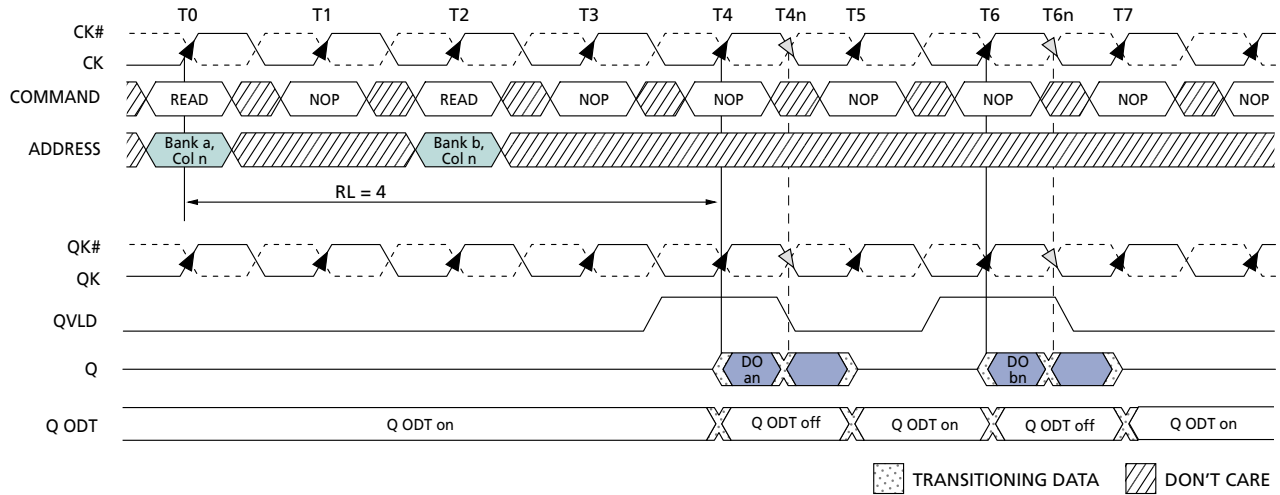 T0 T1 T2 T3 T4 T4n T5 T6 T6n T7
CK#
CK
COMMAND READ NOP READ NOP NOP NOP NOP NOP NOP
ADDRESS Bank a, Col n Bank b, Col n
RL = 4
QK#
QK
QVLD
Q DO an DO bn
Q ODT Q ODT on Q ODT off Q ODT on Q ODT off Q ODT on
TRANSITIONING DATA DON'T CARE